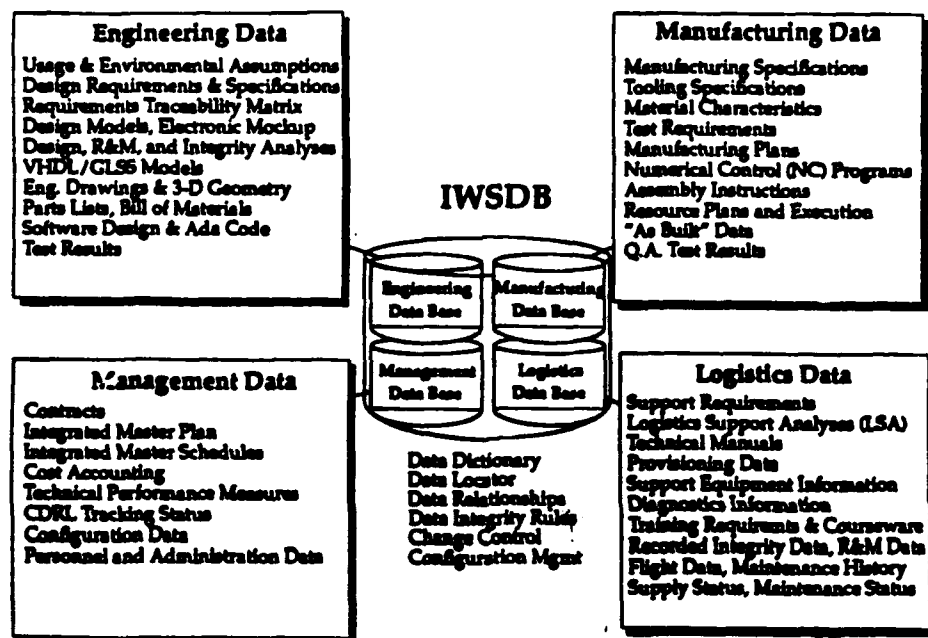 Engineering Data
Usage & Environmental Assumptions
Design Requirements & Specifications
Requirements Traceability Matrix
Design Models, Electronic Mockup
Design, R&M, and Integrity Analyses
VHDL/GLSS Models
Eng. Drawings & 3-D Geometry
Parts Lists, Bill of Materials
Software Design & Ada Code
Test Results
Manufacturing Data
Manufacturing Specifications
Tooling Specifications
Material Characteristics
Test Requirements
Manufacturing Plans
Numerical Control (NC) Programs
Assembly Instructions
Resource Plans and Execution
"As Built" Data
Q.A. Test Results
IWSDB
Engineering
Data Base
Manufacturing
Data Base
Management
Data Base
Logistics
Data Base
Data Dictionary
Data Locator
Data Relationships
Data Integrity Rules
Change Control
Configuration Mgmt
Management Data
Contracts
Integrated Master Plan
Integrated Master Schedules
Cost Accounting
Technical Performance Measures
CDRL Tracking Status
Configuration Data
Personnel and Administration Data
Logistics Data
Support Requirements
Logistics Support Analyses (LSA)
Technical Manuals
Provisioning Data
Support Equipment Information
Diagnostics Information
Training Requirments & Courseware
Recorded Integrity Data, R&M Data
Flight Data, Maintenance History
Supply Status, Maintenance Status